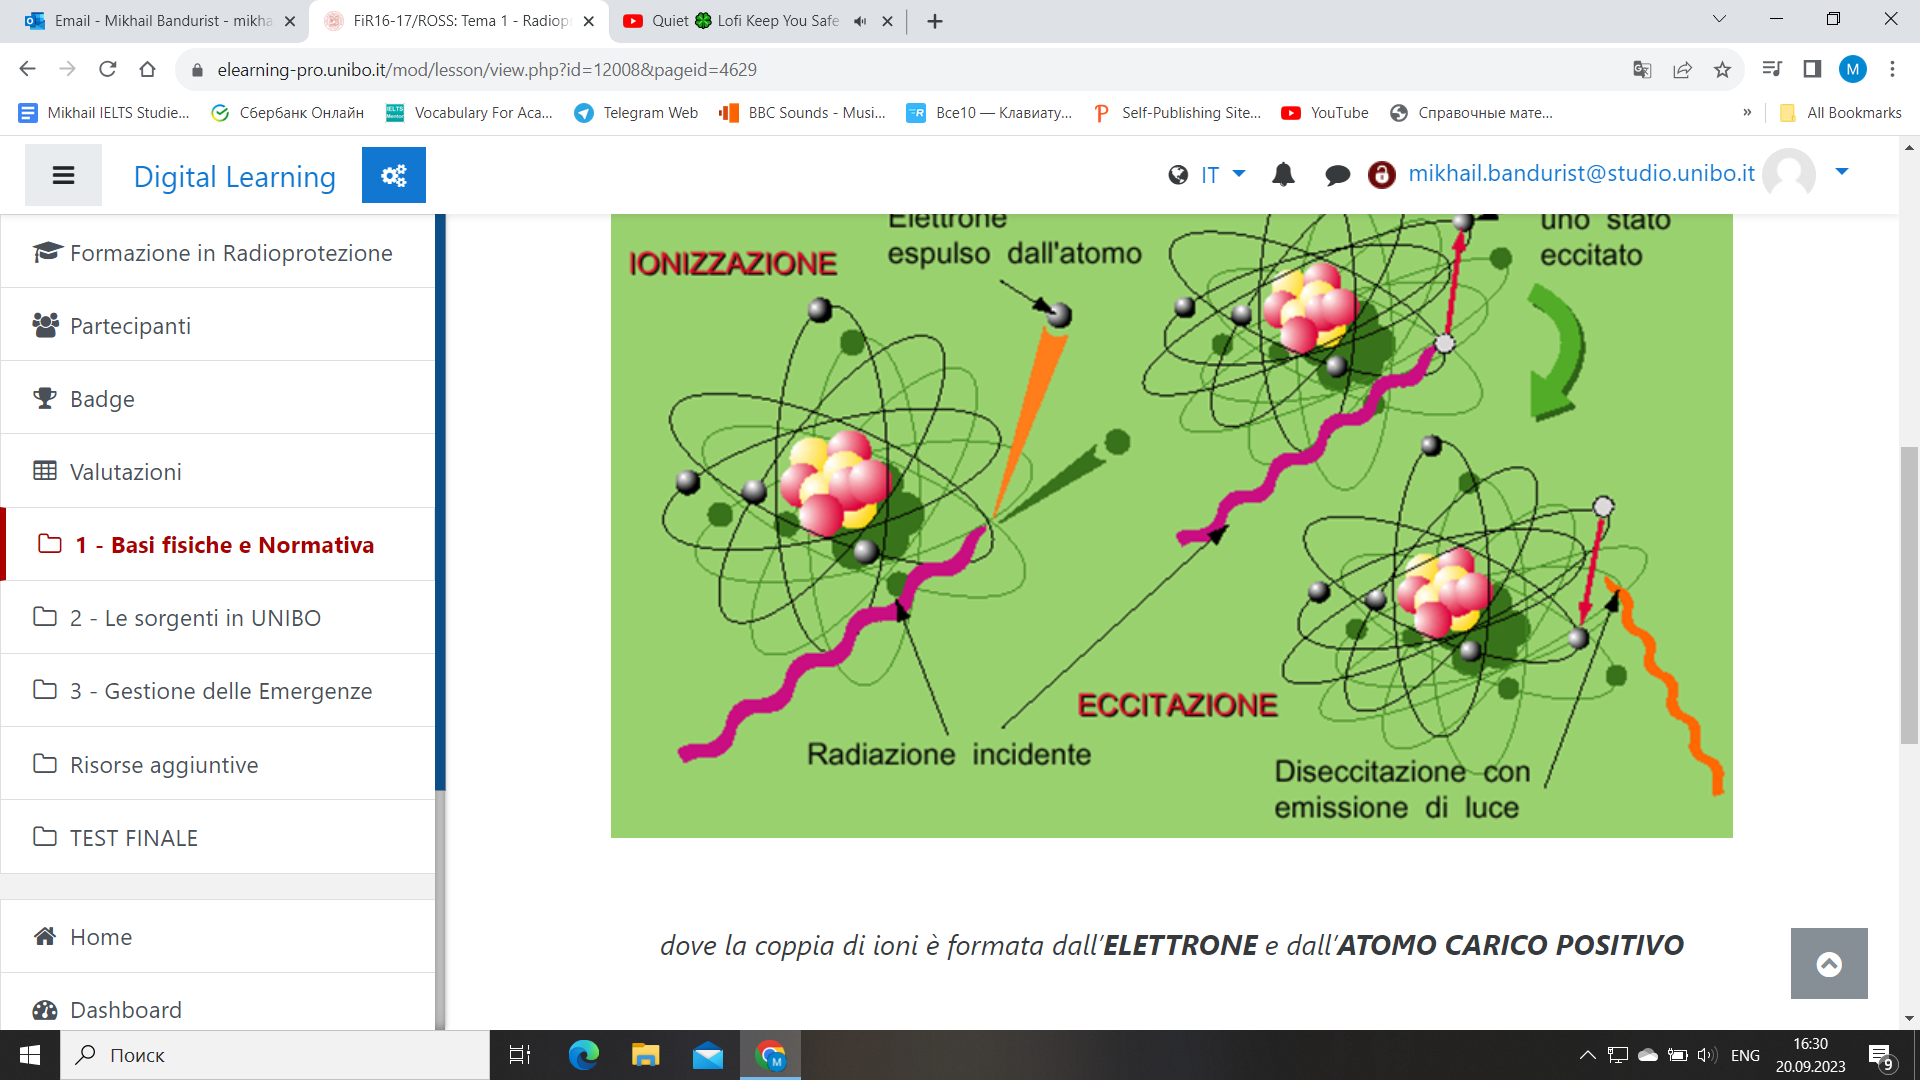 Email - Mikhail Bandurist - mikha
FiR16-17/ROSS: Tema 1 - Radiop
Quiet 🍀 Lofi Keep You Safe
elearning-pro.unibo.it/mod/lesson/view.php?id=12008&pageid=4629
M
Mikhail IELTS Studie...
Сбербанк Онлайн
Vocabulary For Aca...
Telegram Web
BBC Sounds - Musi...
Все10 — Клавиату...
Self-Publishing Site...
YouTube
Справочные мате...
»
All Bookmarks
Digital Learning
IT
mikhail.bandurist@studio.unibo.it
Formazione in Radioprotezione
Partecipanti
Badge
Valutazioni
1 - Basi fisiche e Normativa
2 - Le sorgenti in UNIBO
3 - Gestione delle Emergenze
Risorse aggiuntive
TEST FINALE
Home
Dashboard
IONIZZAZIONE
Elettrone
espulso dall'atomo
uno stato
eccitato
Radiazione incidente
ECCITAZIONE
Diseccitazione con
emissione di luce
dove la coppia di ioni è formata dall'ELETTRONE e dall'ATOMO CARICO POSITIVO
Поиск
M
ENG
16:30
20.09.2023
9